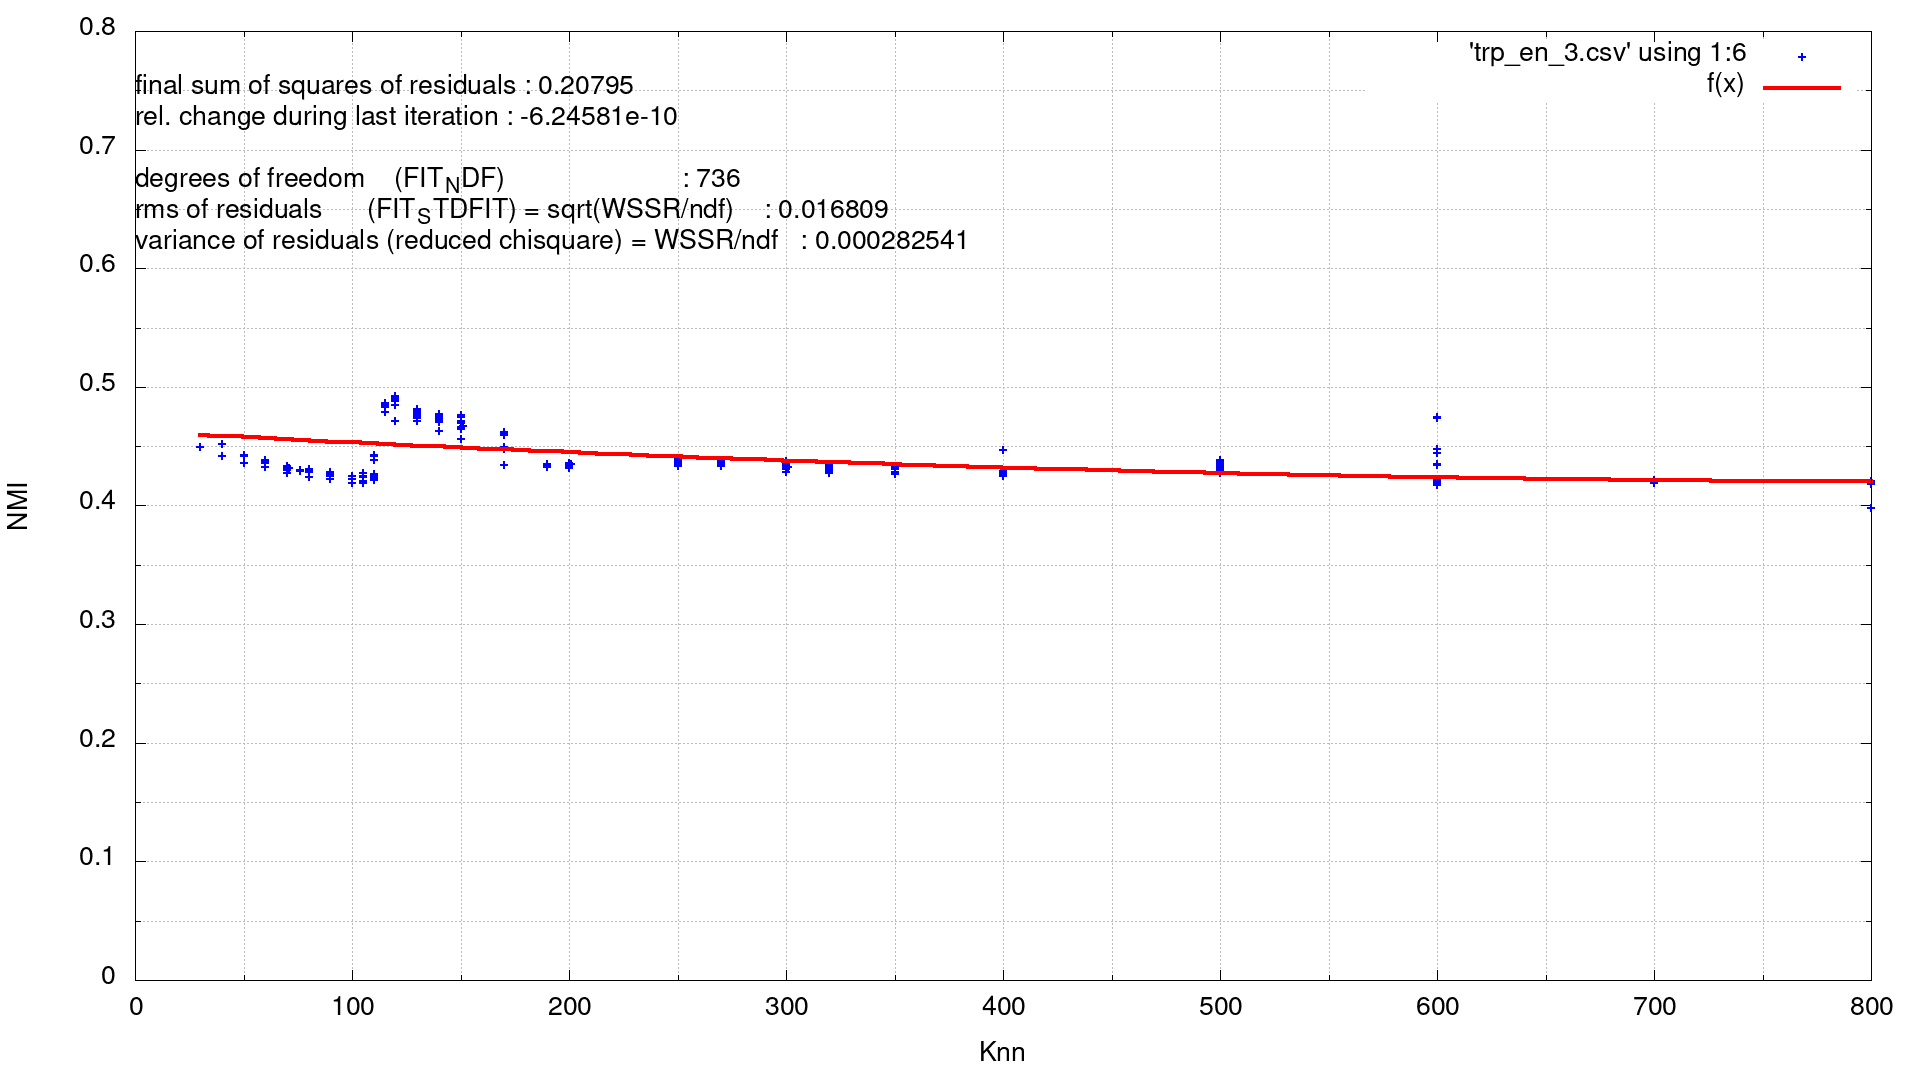 'trp_en_3.csv' using 1:6
f(x)
final sum of squares of residuals : 0.20795
rel. change during last iteration : -6.24581e-10
degrees of freedom (FIT_NDF) : 736
rms of residuals (FIT_STDFIT) = sqrt(WSSR/ndf) : 0.016809
variance of residuals (reduced chisquare) = WSSR/ndf : 0.000282541
NMI
0.8
0.7
0.6
0.5
0.4
0.3
0.2
0.1
0
0 100 200 300 400 500 600 700 800
Knn